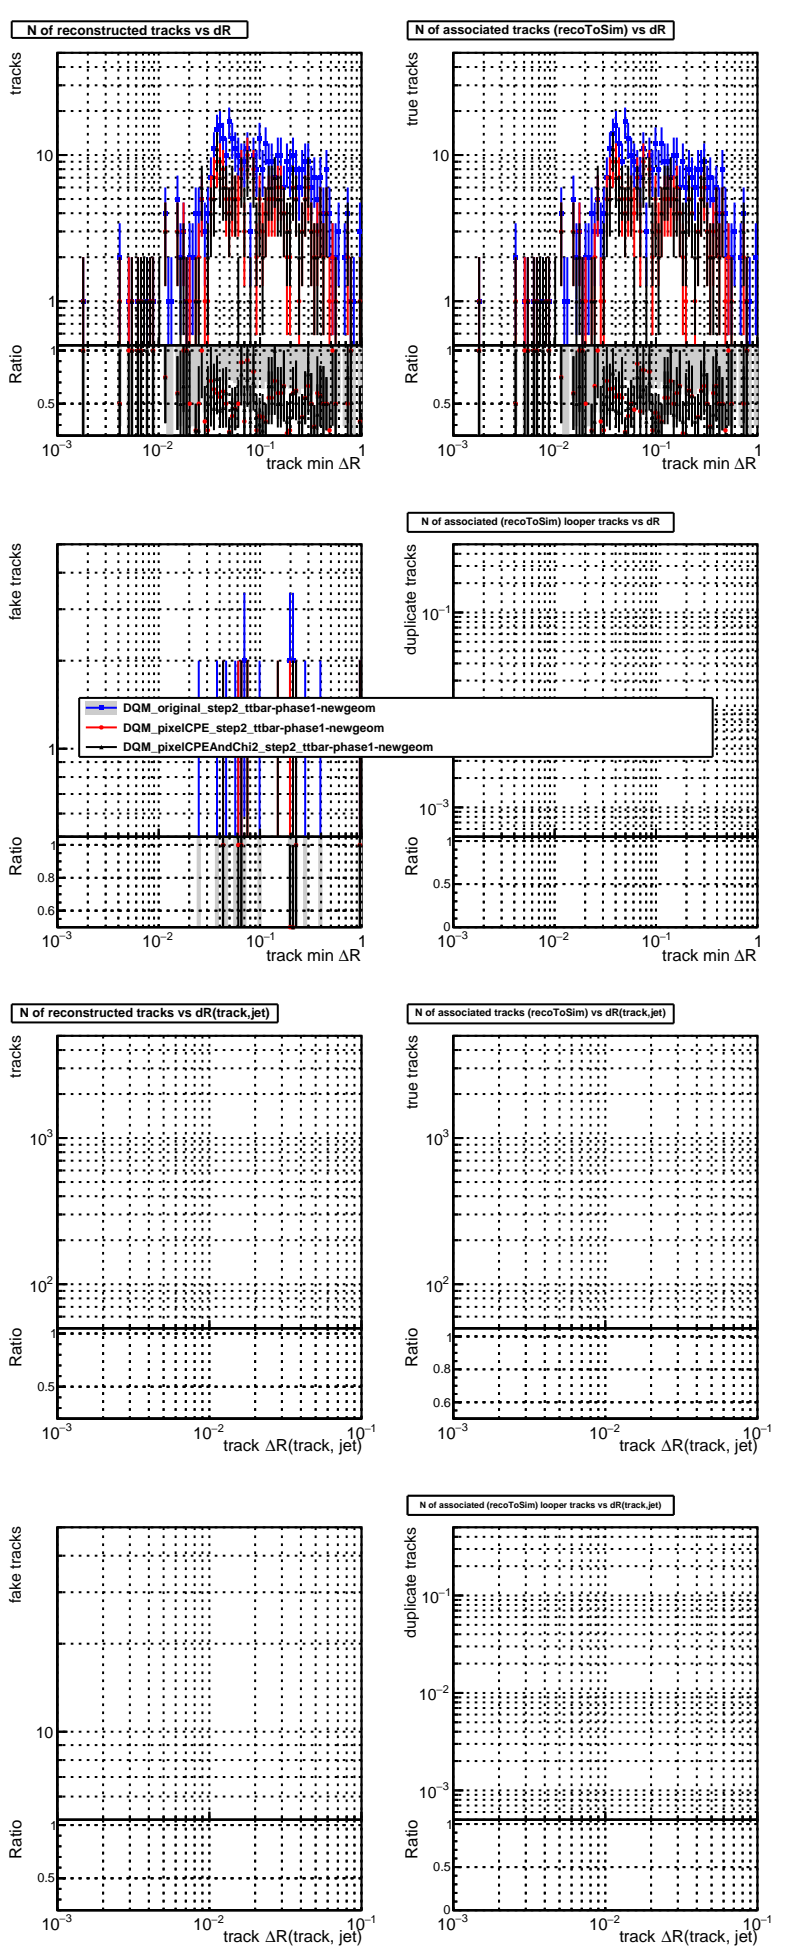 N of reconstructed tracks vs dR
tracks
10
1
Ratio
1
0.5
10−3
10−2
10−1
1
track min ΔR
N of associated tracks (recoToSim) vs dR
true tracks
10
1
Ratio
1
0.5
10−3
10−2
10−1
1
track min ΔR
fake tracks
1
Ratio
1
0.8
0.6
10−3
10−2
10−1
1
track min ΔR
N of associated (recoToSim) looper tracks vs dR
duplicate tracks
10−1
10−3
Ratio
1
0.5
0
10−3
10−2
10−1
1
track min ΔR
DQM_original_step2_ttbar-phase1-newgeom
DQM_pixelCPE_step2_ttbar-phase1-newgeom
DQM_pixelCPEAndChi2_step2_ttbar-phase1-newgeom
N of reconstructed tracks vs dR(track,jet)
tracks
103
102
Ratio
1
0.5
10−3
10−2
10−1
track ΔR(track, jet)
N of associated tracks (recoToSim) vs dR(track,jet)
true tracks
103
102
Ratio
1
0.8
0.6
10−3
10−2
10−1
track ΔR(track, jet)
fake tracks
10
Ratio
1
0.5
10−3
10−2
10−1
track ΔR(track, jet)
N of associated (recoToSim) looper tracks vs dR(track,jet)
duplicate tracks
10−1
10−2
10−3
Ratio
1
0.5
0
10−3
10−2
10−1
track ΔR(track, jet)